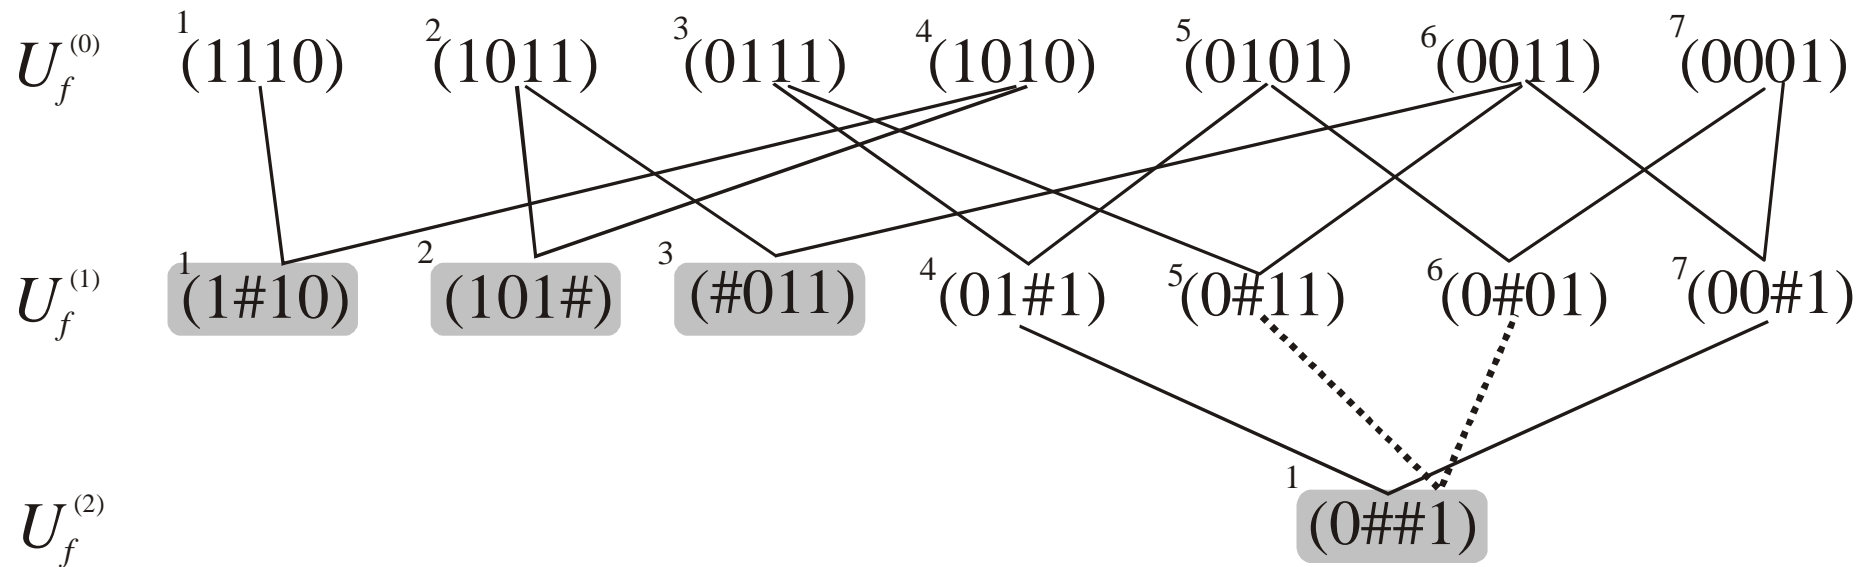 U_f^(0) ^1(1110) ^2(1011) ^3(0111) ^4(1010) ^5(0101) ^6(0011) ^7(0001)
U_f^(1) ^1(1#10) ^2(101#) ^3(#011) ^4(01#1) ^5(0#11) ^6(0#01) ^7(00#1)
U_f^(2) ^1(0##1)